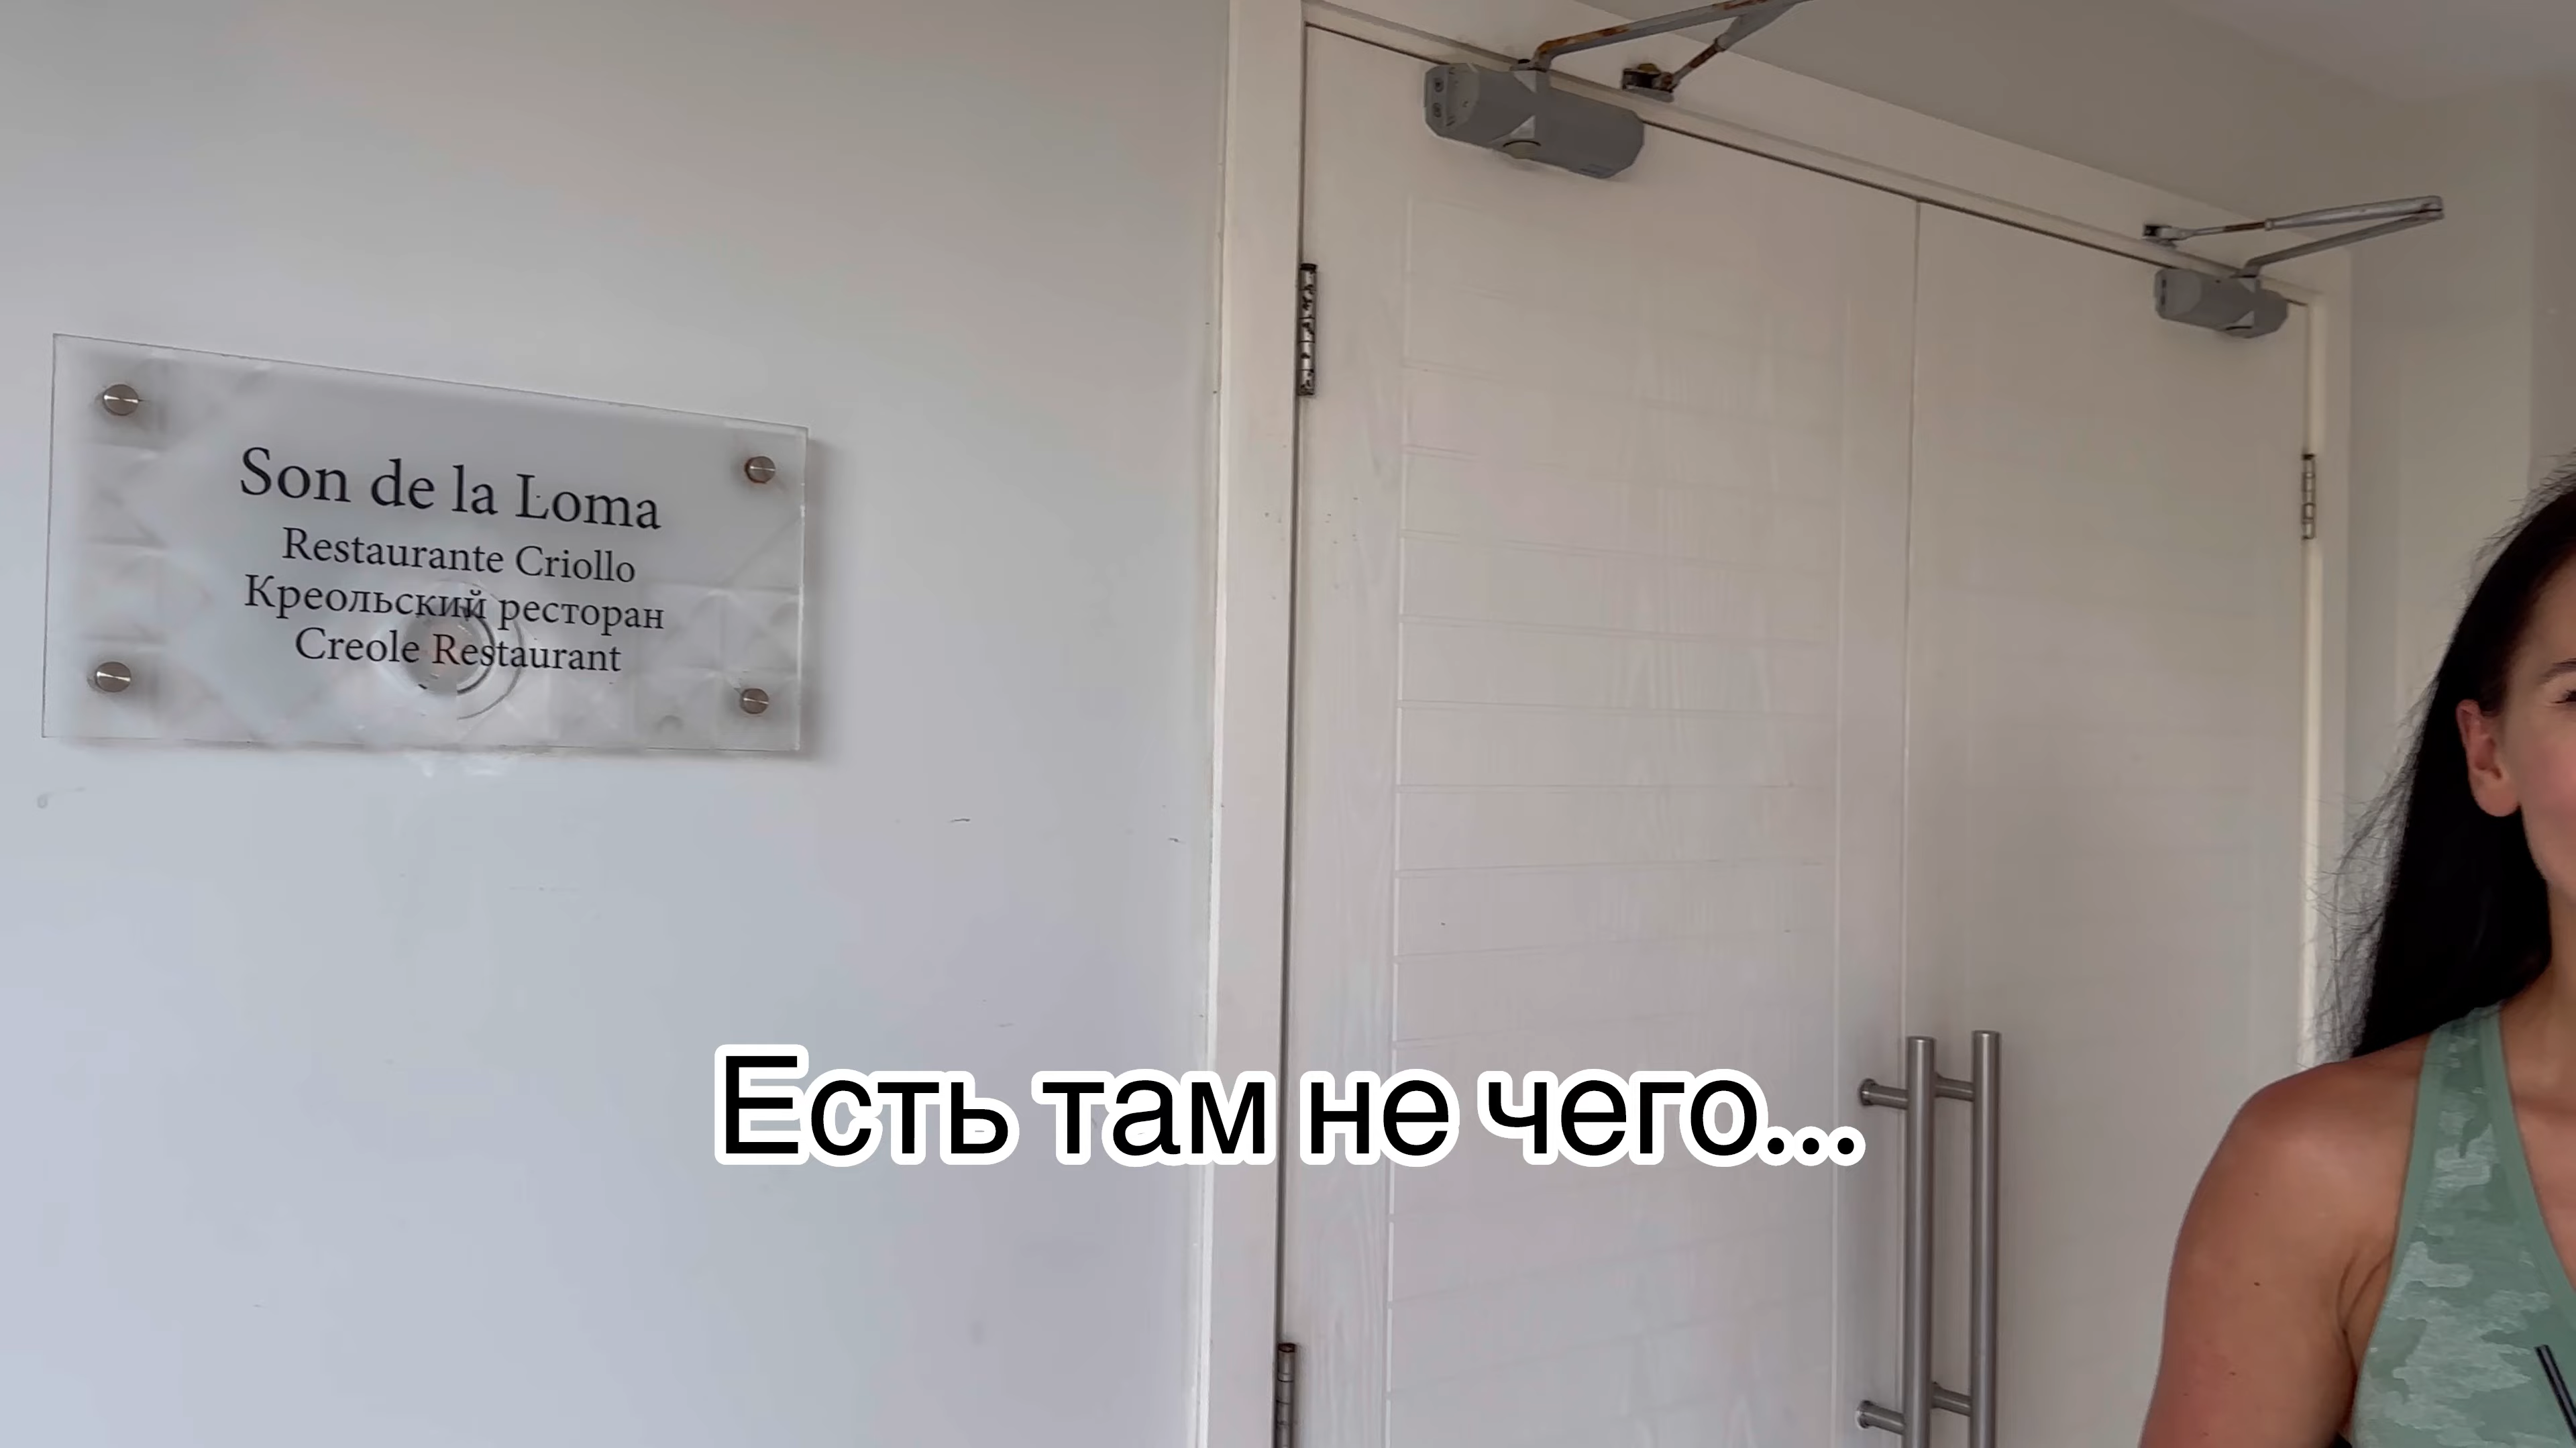 Son de la Loma
Restaurante Criollo
Креольский ресторан
Creole Restaurant
Есть там не чего...